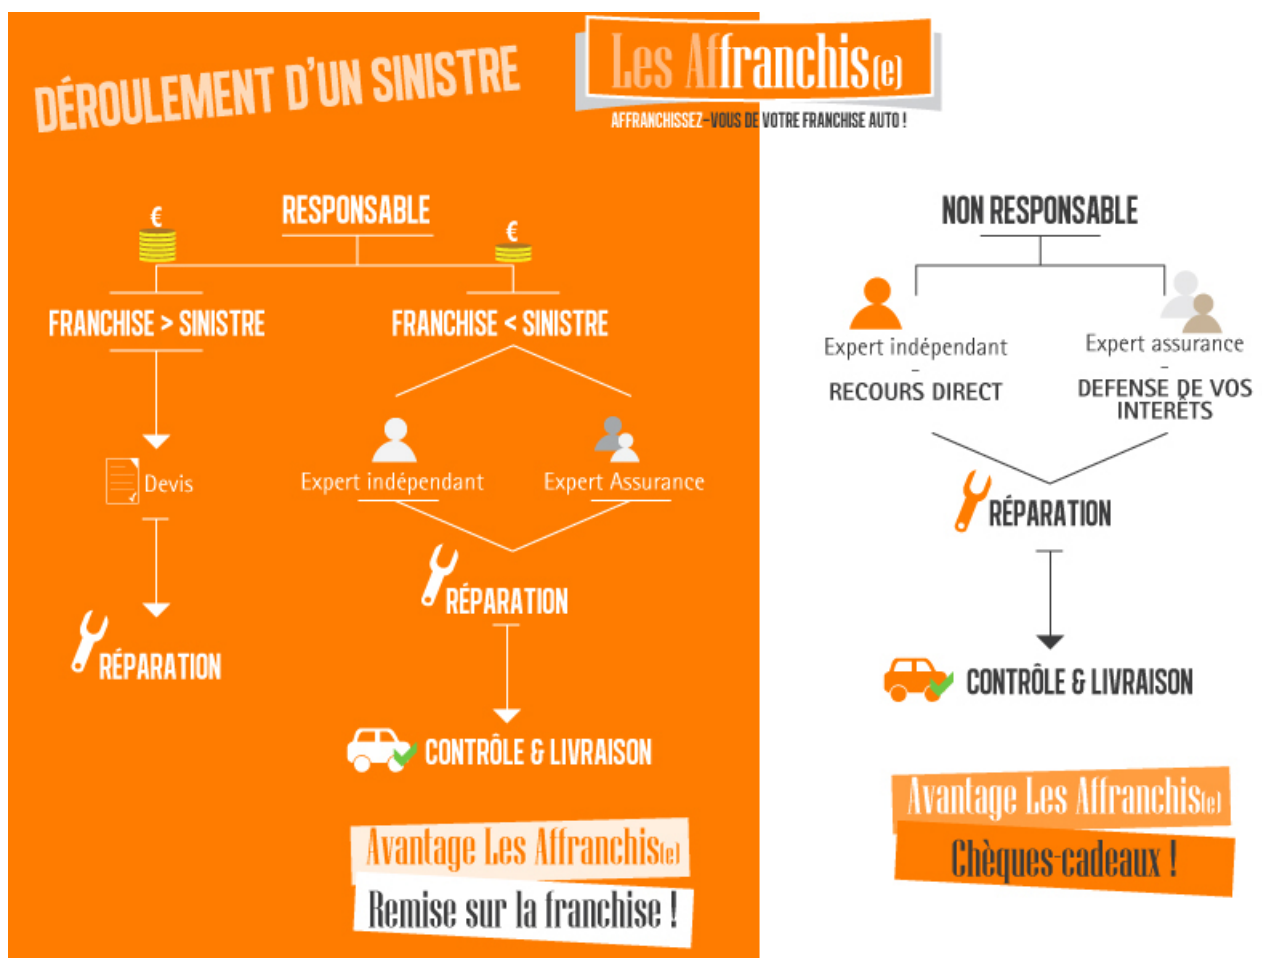 DÉROULEMENT D'UN SINISTRE
Les Affranchis(e)
AFFRANCHISSEZ-VOUS DE VOTRE FRANCHISE AUTO !
RESPONSABLE
€
€
FRANCHISE > SINISTRE
FRANCHISE < SINISTRE
Devis
Expert indépendant
Expert Assurance
RÉPARATION
RÉPARATION
CONTRÔLE & LIVRAISON
Avantage Les Affranchis(e)
Remise sur la franchise !
NON RESPONSABLE
Expert indépendant
-
RECOURS DIRECT
Expert assurance
-
DEFENSE DE VOS
INTERÊTS
RÉPARATION
CONTRÔLE & LIVRAISON
Avantage Les Affranchis(e)
Chèques-cadeaux !